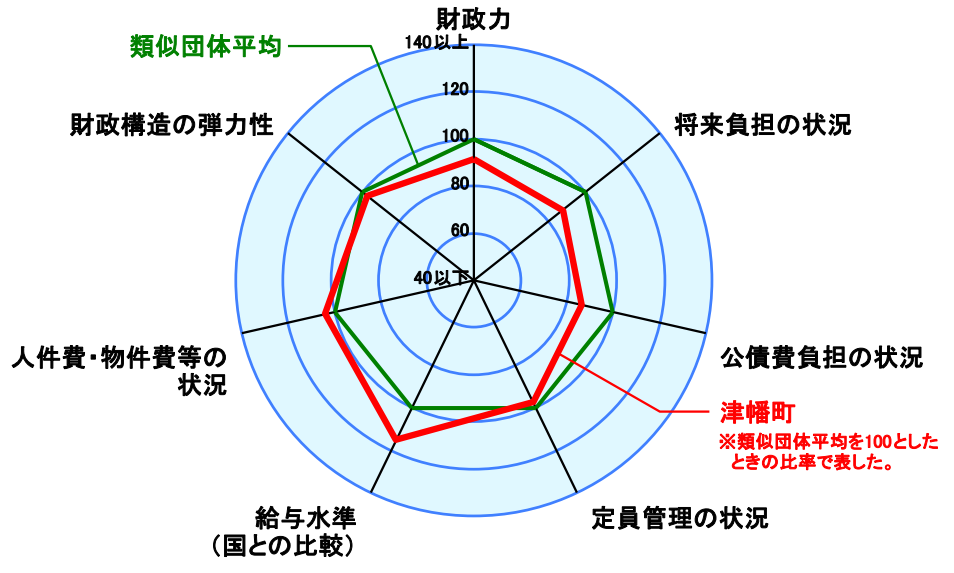 財政力
類似団体平均
140以上
120
100
80
60
40以下
財政構造の弾力性
将来負担の状況
人件費・物件費等の
状況
公債費負担の状況
津幡町
※類似団体平均を100とした
ときの比率で表した。
給与水準
（国との比較）
定員管理の状況